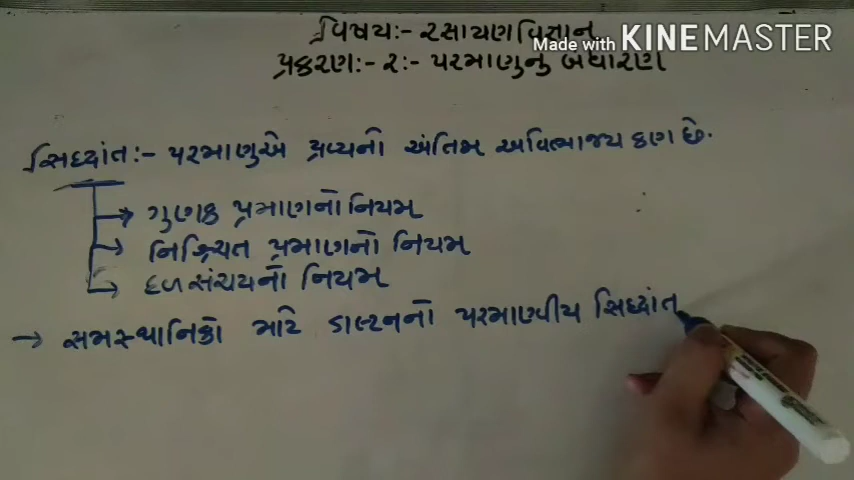 વિષય:- રસાયણવિજ્ઞાન
Made with KINEMASTER
પ્રકરણ:- ૨:- પરમાણુનું બંધારણ
સિધ્ધાંત:- પરમાણુએ દ્રવ્યનો અંતિમ અવિભાજ્ય કણ છે.
→ ગુણક પ્રમાણનો નિયમ
→ નિશ્ચિત પ્રમાણનો નિયમ
→ દળસંચયનો નિયમ
→ સમસ્થાનિકો માટે ડાલ્ટનનો પરમાણ્વીય સિધ્ધાંત